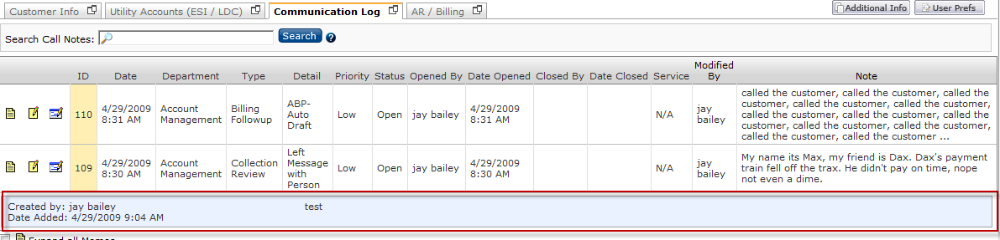 Customer Info Utility Accounts (ESI / LDC) Communication Log AR / Billing Additional Info User Prefs
Search Call Notes: Search ?
Modified
ID Date Department Type Detail Priority Status Opened By Date Opened Closed By Date Closed Service By Note
110 4/29/2009 8:31 AM Account Management Billing Followup ABP-Auto Draft Low Open jay bailey 4/29/2009 8:31 AM N/A jay bailey
called the customer, called the customer, called the
customer, called the customer, called the customer,
called the customer, called the customer, called the
customer, called the customer, called the customer,
called the customer, called the customer ...
109 4/29/2009 8:30 AM Account Management Collection Review Left Message with Person Low Open jay bailey 4/29/2009 8:30 AM N/A jay bailey
My name its Max, my friend is Dax. Dax's payment
train fell off the trax. He didn't pay on time, nope
not even a dime.
Created by: jay bailey test
Date Added: 4/29/2009 9:04 AM
Expand all Memos